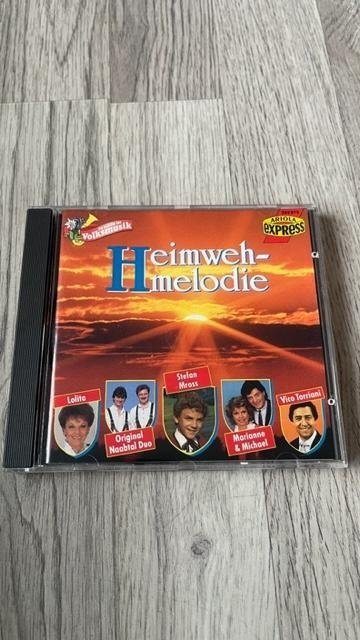 Volksmusik
ARIOLA
express
Heimweh-
melodie
Lolita
Original
Naabtal Duo
Stefan
Mross
Marianne
& Michael
Vico Torriani